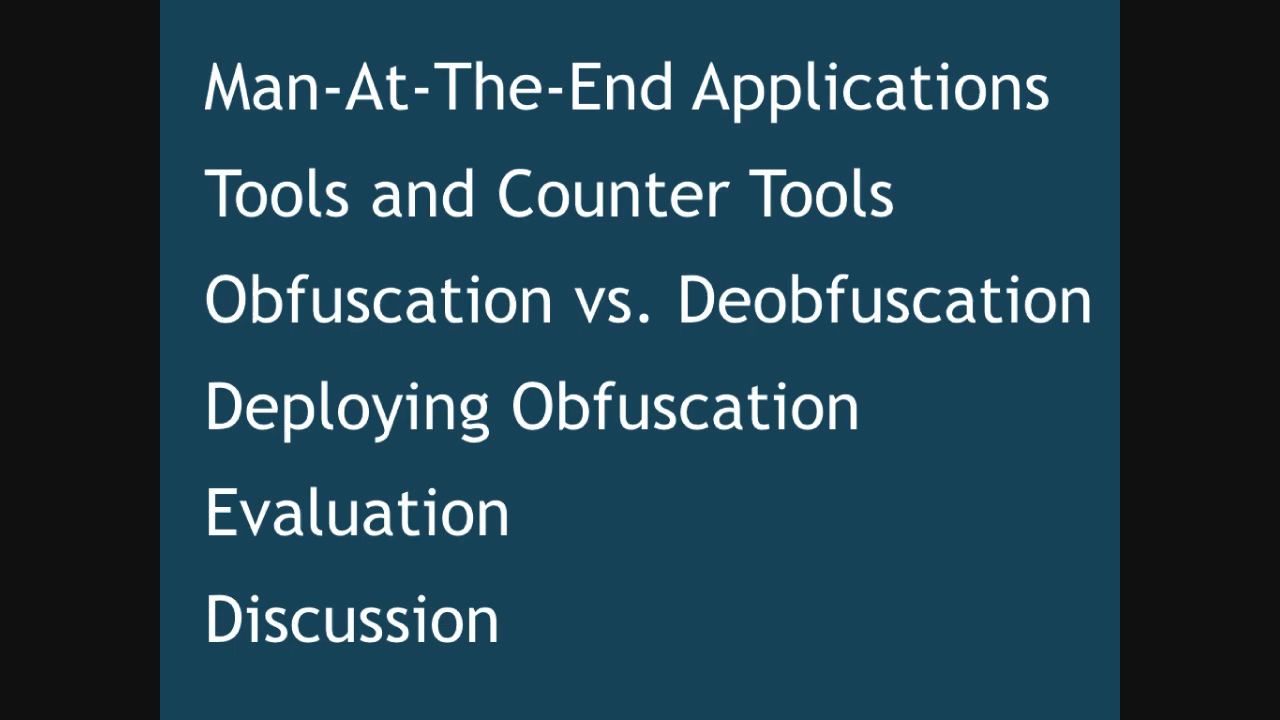 Man-At-The-End Applications
Tools and Counter Tools
Obfuscation vs. Deobfuscation
Deploying Obfuscation
Evaluation
Discussion